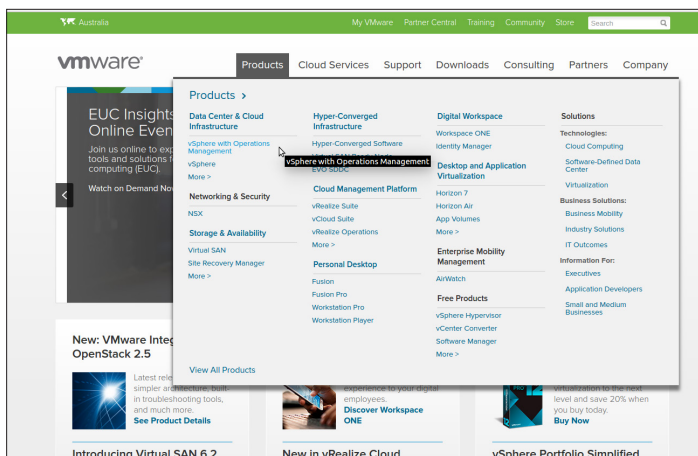 Australia
My VMware Partner Central Training Community Store Search
vmware®
Products Cloud Services Support Downloads Consulting Partners Company
EUC Insights
Online Even
Join us online to exp
tools and solutions f
computing (EUC).
Watch on Demand Now
Products >
Data Center & Cloud
Infrastructure
vSphere with Operations
Management
vSphere
More >
Networking & Security
NSX
Storage & Availability
Virtual SAN
Site Recovery Manager
More >
Hyper-Converged
Infrastructure
Hyper-Converged Software
vSphere with Operations Management
EVO SDDC
Cloud Management Platform
vRealize Suite
vCloud Suite
vRealize Operations
More >
Personal Desktop
Fusion
Fusion Pro
Workstation Pro
Workstation Player
Digital Workspace
Workspace ONE
Identity Manager
Desktop and Application
Virtualization
Horizon 7
Horizon Air
App Volumes
More >
Enterprise Mobility
Management
AirWatch
Free Products
vSphere Hypervisor
vCenter Converter
Software Manager
More >
Solutions
Technologies:
Cloud Computing
Software-Defined Data
Center
Virtualization
Business Solutions:
Business Mobility
Industry Solutions
IT Outcomes
Information For:
Executives
Application Developers
Small and Medium
Businesses
View All Products
New: VMware Integ
OpenStack 2.5
Latest rele
simpler architecture, built-
in troubleshooting tools,
and much more.
See Product Details
experience to your digital
employees.
Discover Workspace
ONE
PRO
virtualization to the next
level and save 20% when
you buy today.
Buy Now
Introducing Virtual SAN 6.2
New in vRealize Cloud
vSphere Portfolio Simplified